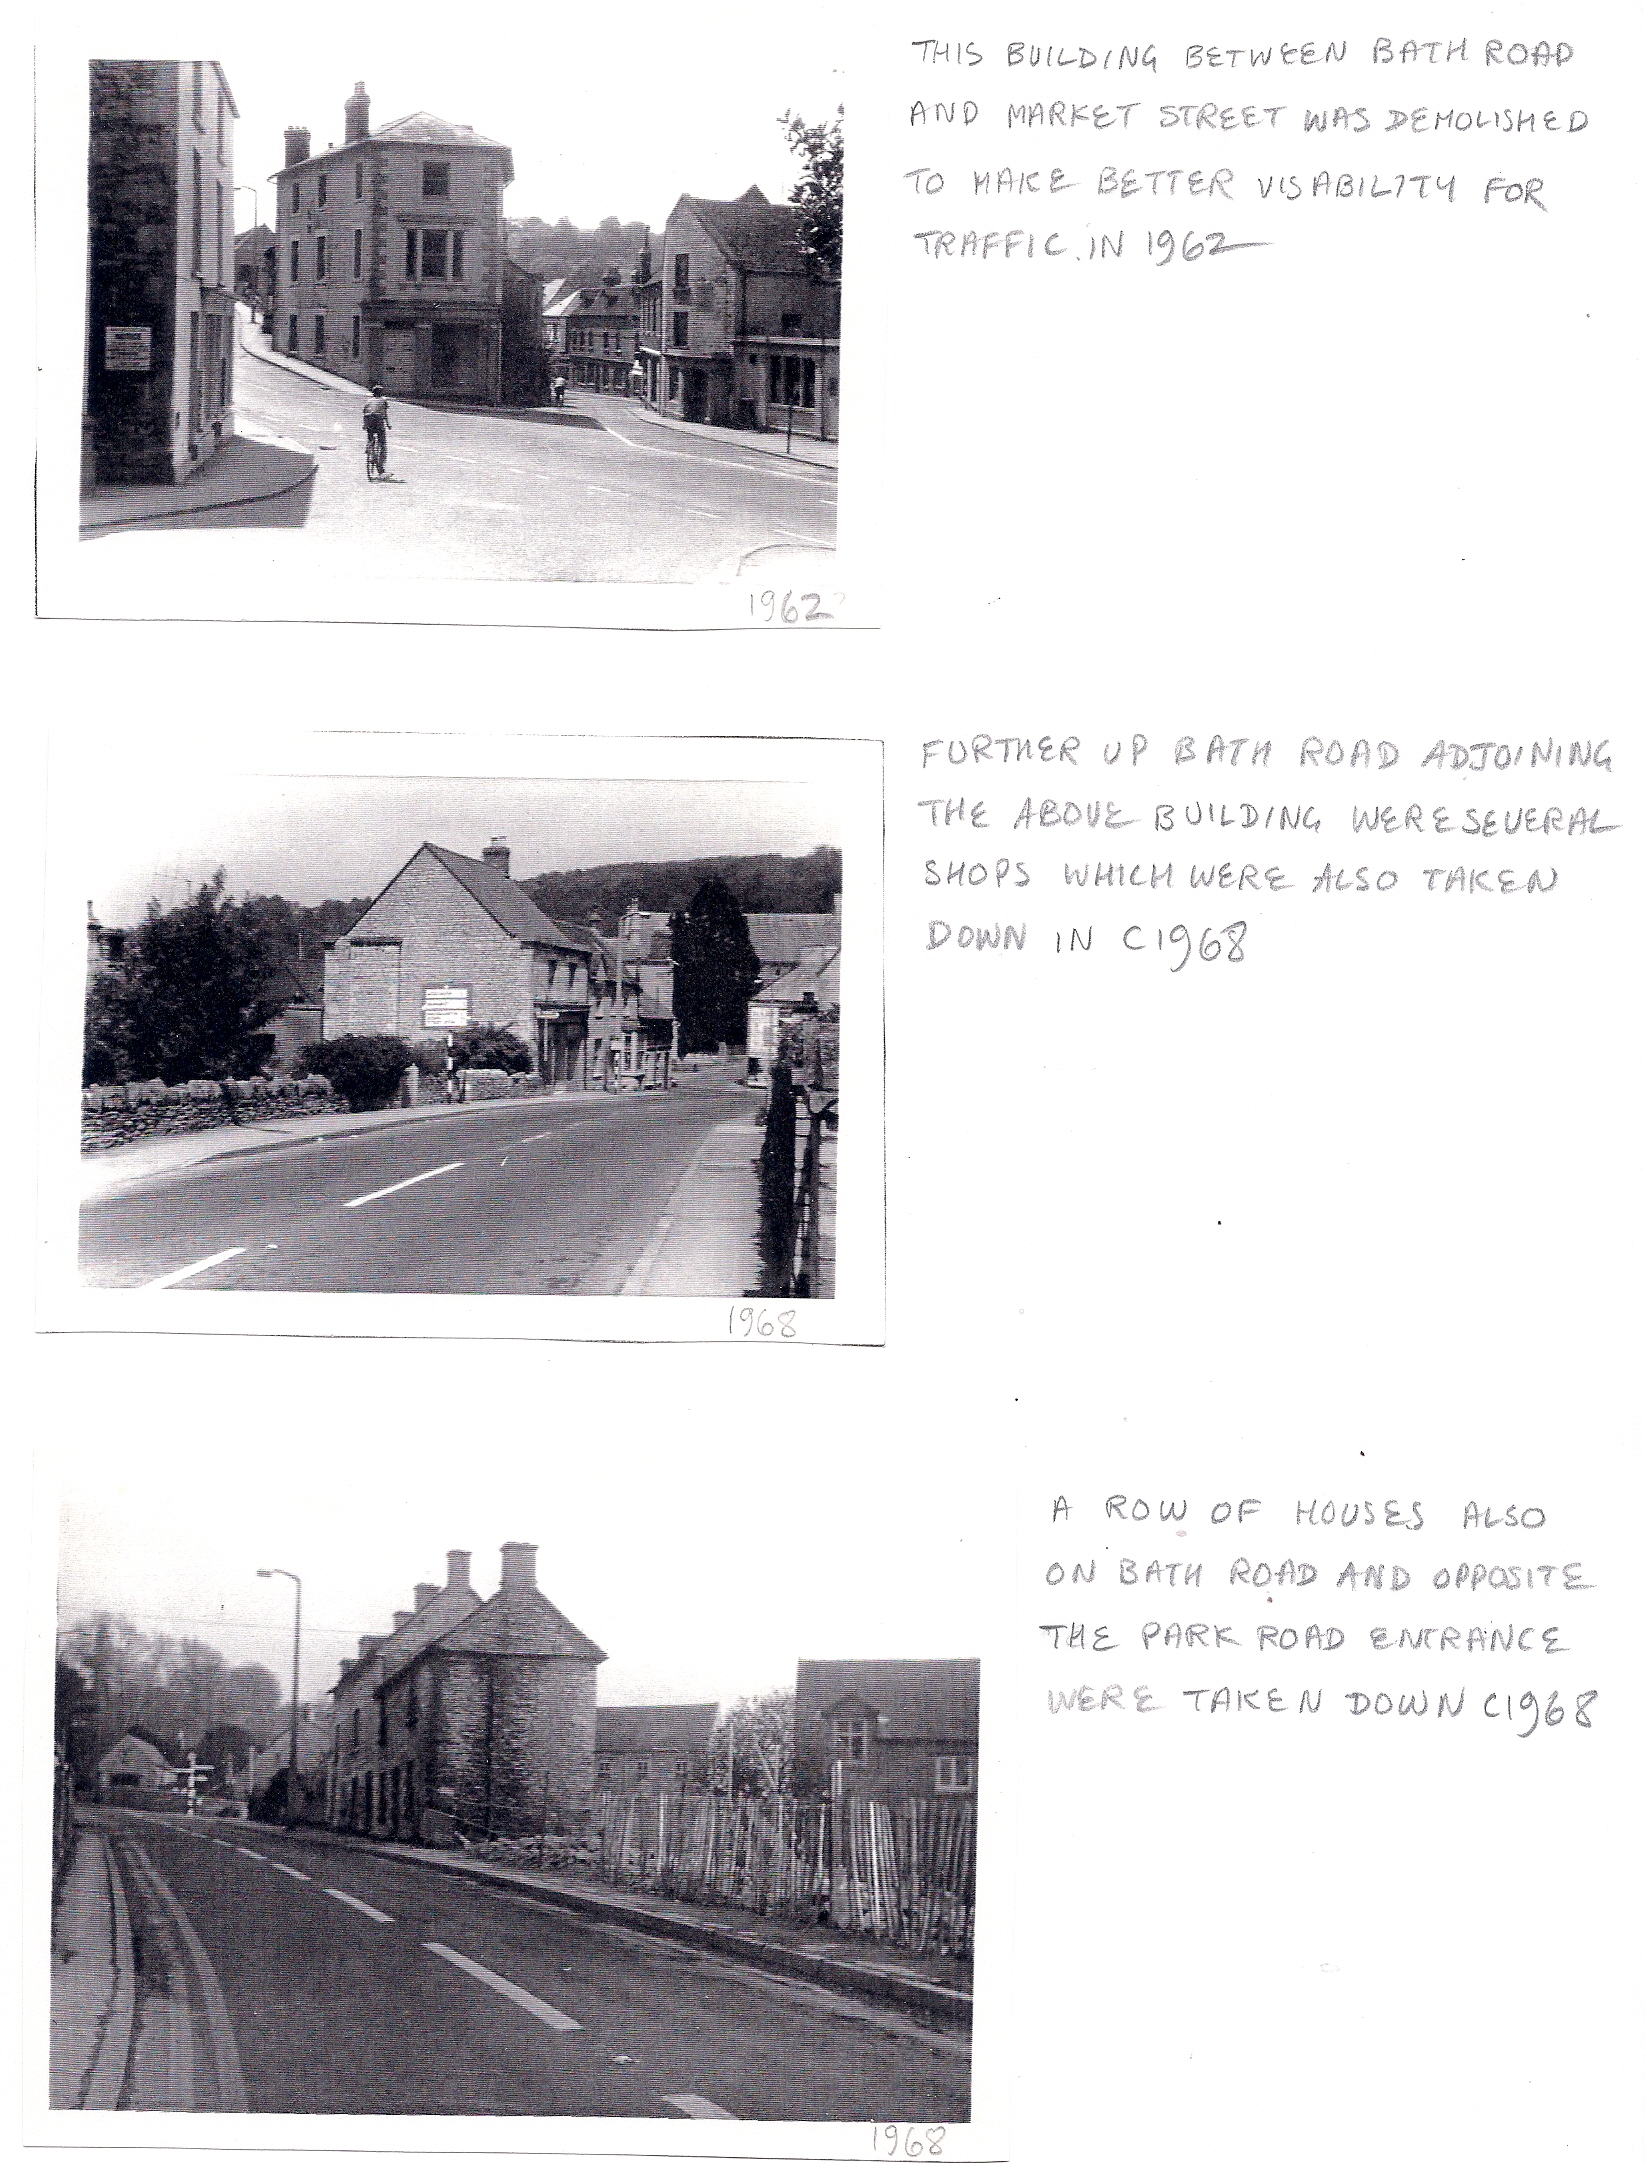 THIS BUILDING BETWEEN BATH ROAD
AND MARKET STREET WAS DEMOLISHED
TO MAKE BETTER VISABILITY FOR
TRAFFIC. IN 1962
1962
FURTHER UP BATH ROAD ADJOINING
THE ABOVE BUILDING WERE SEVERAL
SHOPS WHICH WERE ALSO TAKEN
DOWN IN C1968
1968
A ROW OF HOUSES ALSO
ON BATH ROAD AND OPPOSITE
THE PARK ROAD ENTRANCE
WERE TAKEN DOWN C1968
1968